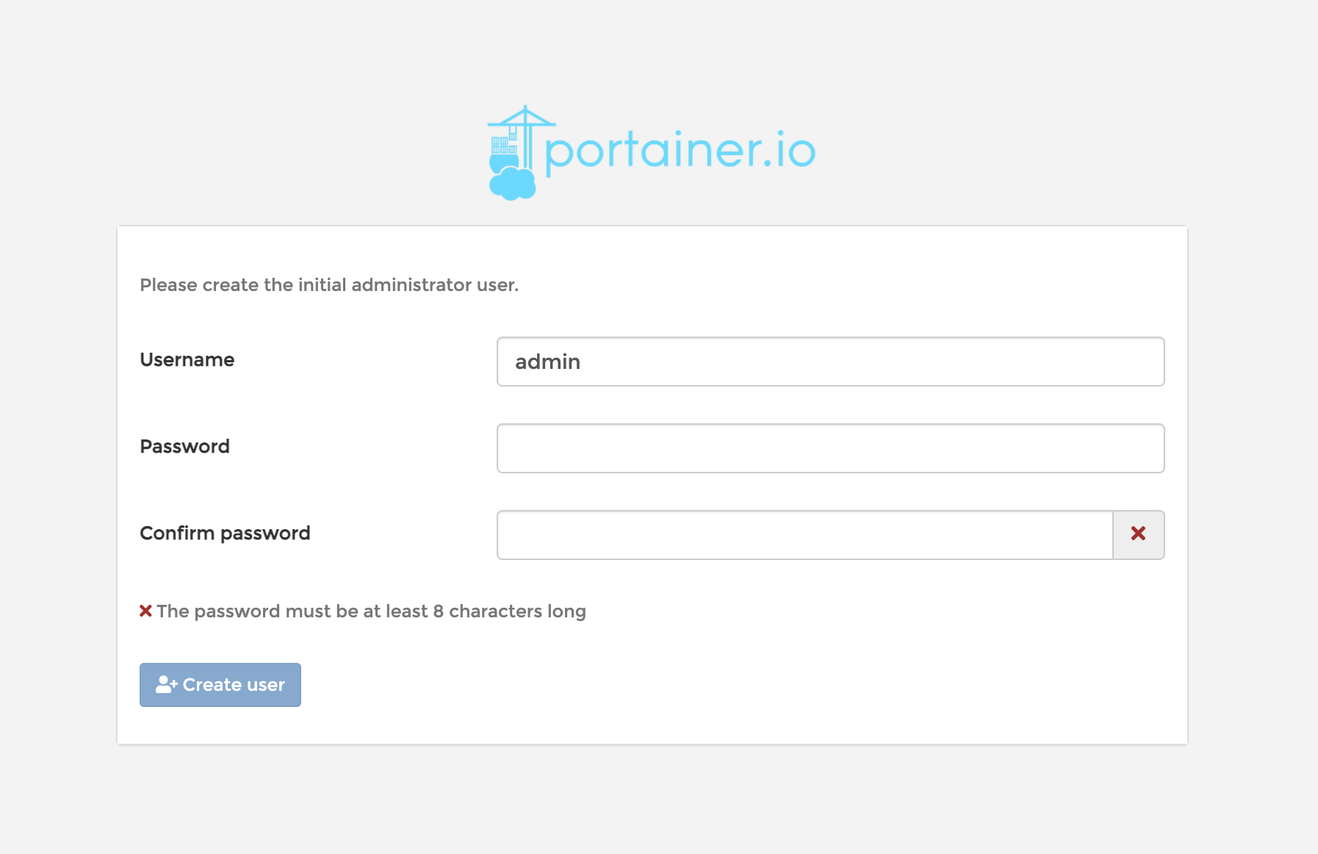 portainer.io
Please create the initial administrator user.
Username
admin
Password
Confirm password
The password must be at least 8 characters long
Create user